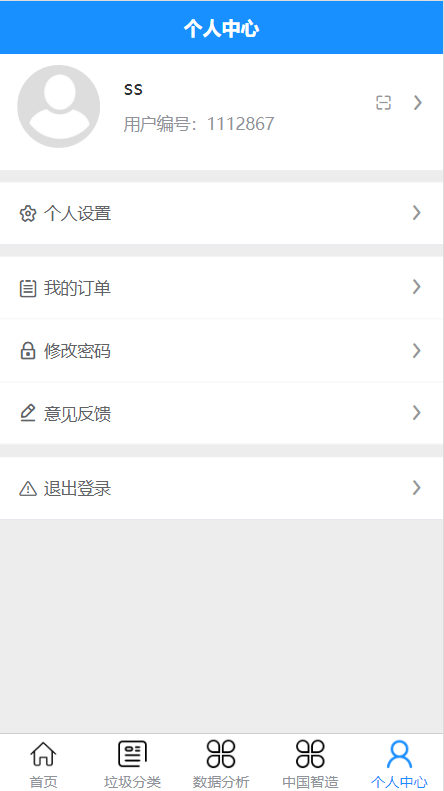 个人中心
ss
用户编号：1112867
个人设置
我的订单
修改密码
意见反馈
退出登录
首页 垃圾分类 数据分析 中国智造 个人中心